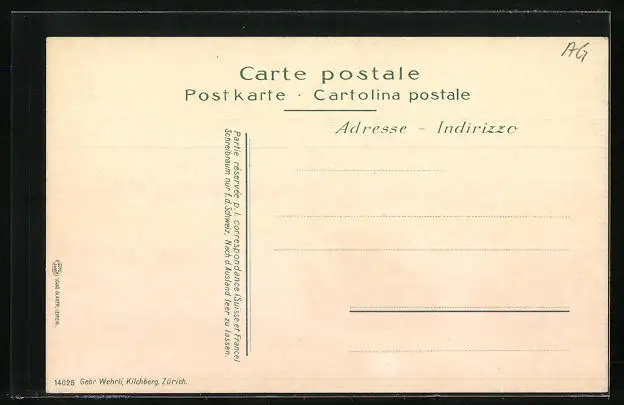 AG
Carte postale
Postkarte · Cartolina postale
Adresse - Indirizzo
Partie réservée p. l. correspondance (Suisse et France)
Schreibraum nur f. d. Schweiz. Nach d. Ausland leer zu lassen.
14025 Gebr. Wehrli, Kilchberg, Zürich.